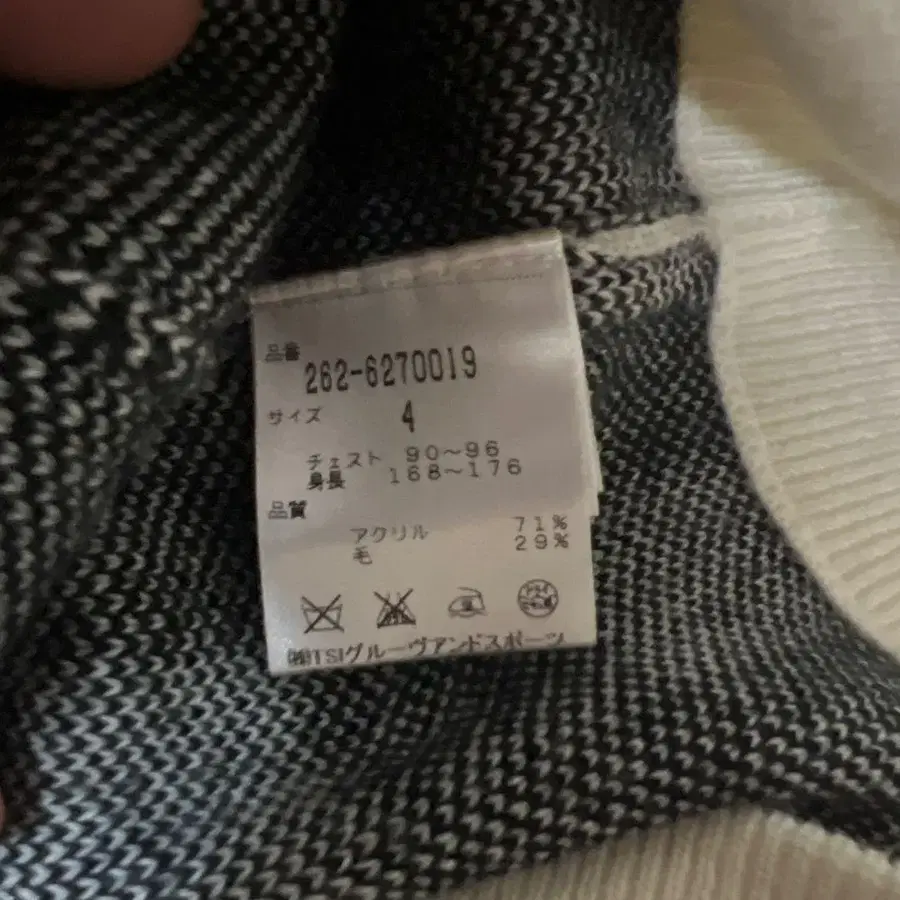 品番
262-6270019
サイズ 4
チェスト 90～96
身長 168～176
品質
アクリル 71%
毛 29%
㈱TSIグルーヴアンドスポーツ